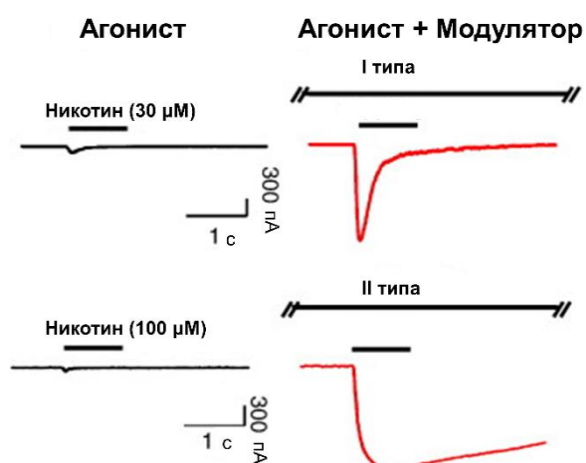 Агонист
Агонист + Модулятор
I типа
Никотин (30 μM)
300 пА
1 с
II типа
Никотин (100 μM)
300 пА
1 с